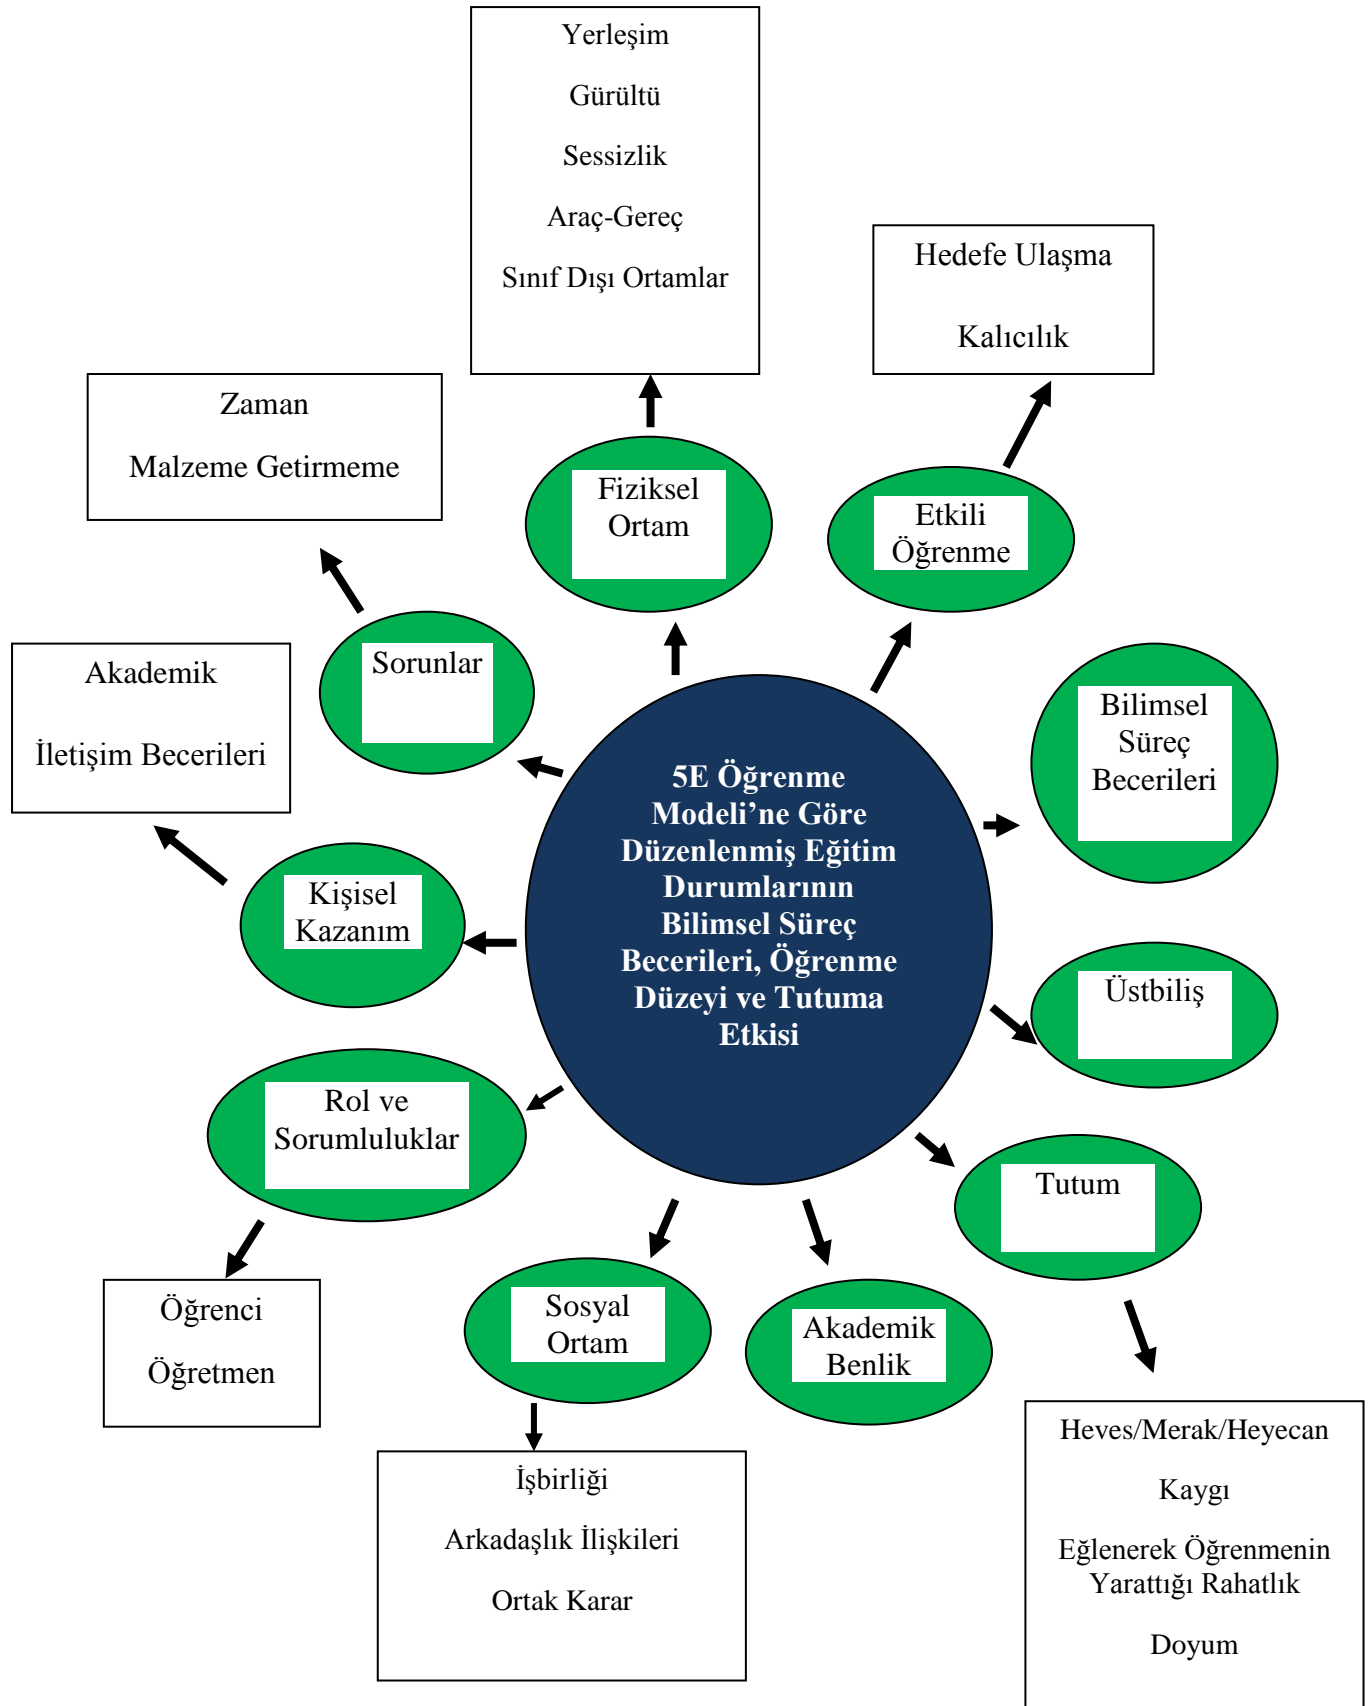 Yerleşim
Gürültü
Sessizlik
Araç-Gereç
Sınıf Dışı Ortamlar
Hedefe Ulaşma
Kalıcılık
Zaman
Malzeme Getirmeme
Fiziksel
Ortam
Etkili
Öğrenme
Sorunlar
Akademik
İletişim Becerileri
Bilimsel
Süreç
Becerileri
5E Öğrenme
Modeli’ne Göre
Düzenlenmiş Eğitim
Durumlarının
Bilimsel Süreç
Becerileri, Öğrenme
Düzeyi ve Tutuma
Etkisi
Kişisel
Kazanım
Üstbiliş
Rol ve
Sorumluluklar
Tutum
Öğrenci
Öğretmen
Sosyal
Ortam
Akademik
Benlik
İşbirliği
Arkadaşlık İlişkileri
Ortak Karar
Heves/Merak/Heyecan
Kaygı
Eğlenerek Öğrenmenin
Yarattığı Rahatlık
Doyum